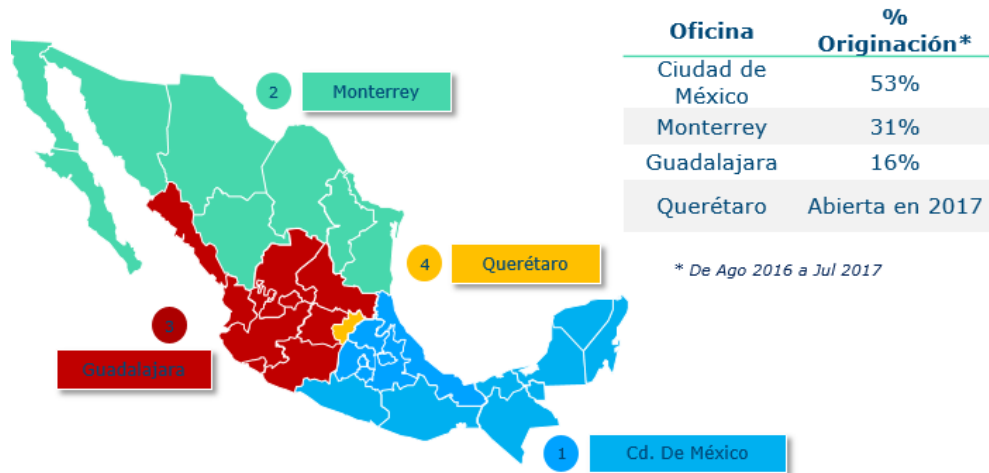 Oficina
%
Originación*
Ciudad de
México
53%
Monterrey
31%
Guadalajara
16%
Querétaro
Abierta en 2017
* De Ago 2016 a Jul 2017
2
Monterrey
4
Querétaro
3
Guadalajara
1
Cd. De México